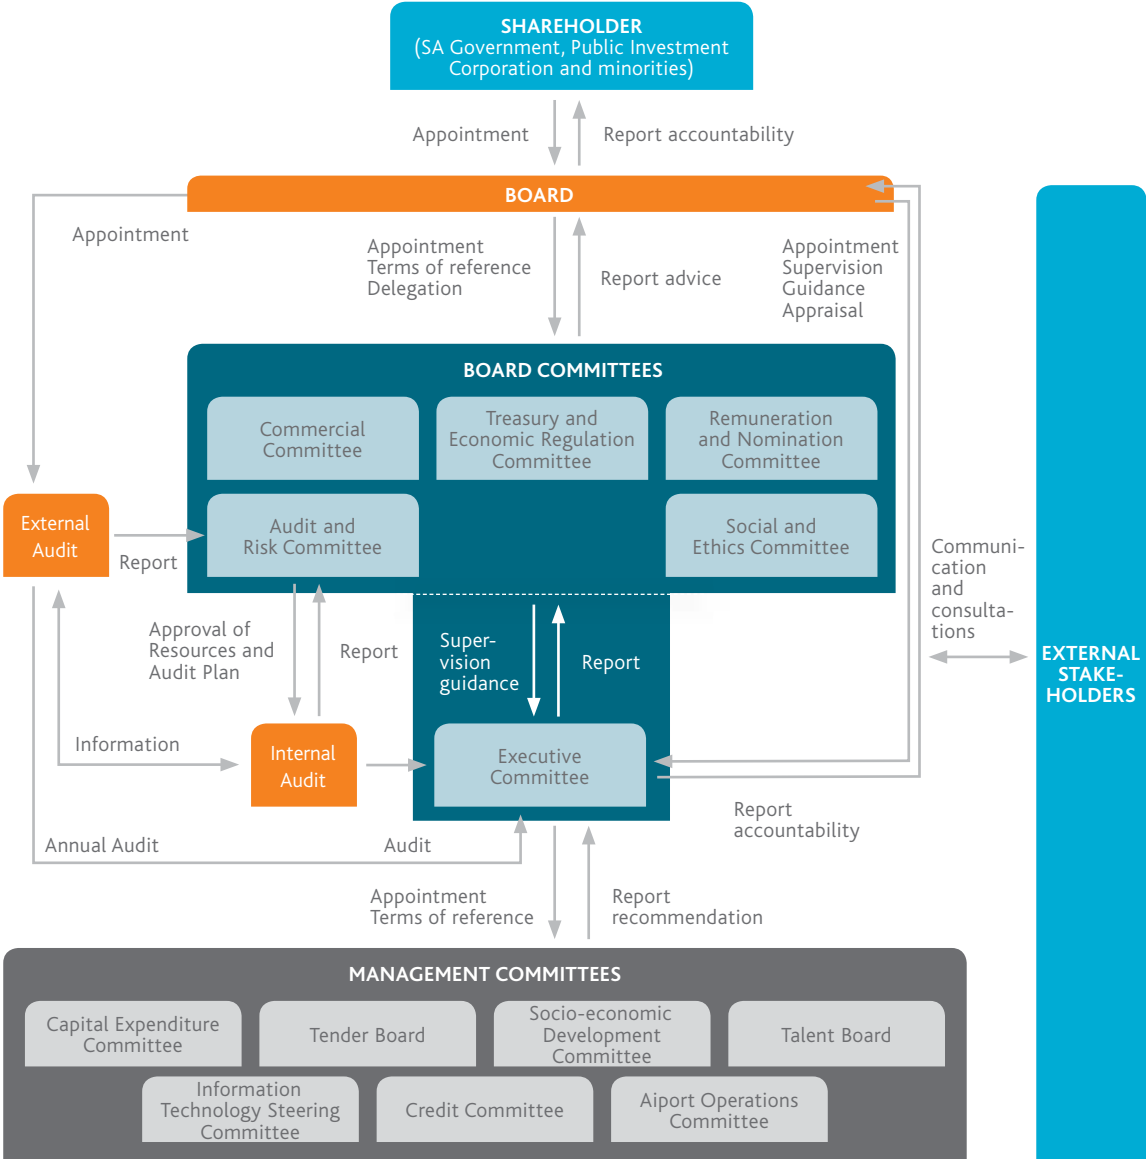 SHAREHOLDER
(SA Government, Public Investment
Corporation and minorities)
Appointment
Report accountability
BOARD
Appointment
Appointment
Terms of reference
Delegation
Report advice
Appointment
Supervision
Guidance
Appraisal
BOARD COMMITTEES
Commercial
Committee
Treasury and
Economic Regulation
Committee
Remuneration
and Nomination
Committee
External
Audit
Report
Audit and
Risk Committee
Social and
Ethics Committee
Communi-
cation
and
consulta-
tions
EXTERNAL
STAKE-
HOLDERS
Approval of
Resources and
Audit Plan
Report
Super-
vision
guidance
Report
Information
Internal
Audit
Executive
Committee
Report
accountability
Annual Audit
Audit
Appointment
Terms of reference
Report
recommendation
MANAGEMENT COMMITTEES
Capital Expenditure
Committee
Tender Board
Socio-economic
Development
Committee
Talent Board
Information
Technology Steering
Committee
Credit Committee
Aiport Operations
Committee